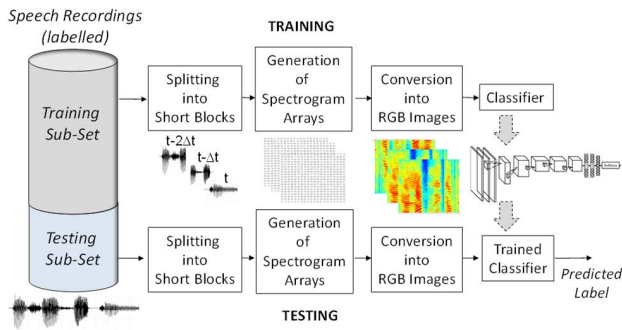 Speech Recordings
(labelled)
TRAINING
Training
Sub-Set
Splitting
into
Short Blocks
Generation
of
Spectrogram
Arrays
Conversion
into
RGB Images
Classifier
t-2Δt
t-Δt
t
Testing
Sub-Set
Splitting
into
Short Blocks
Generation
of
Spectrogram
Arrays
Conversion
into
RGB Images
Trained
Classifier
Predicted
Label
TESTING